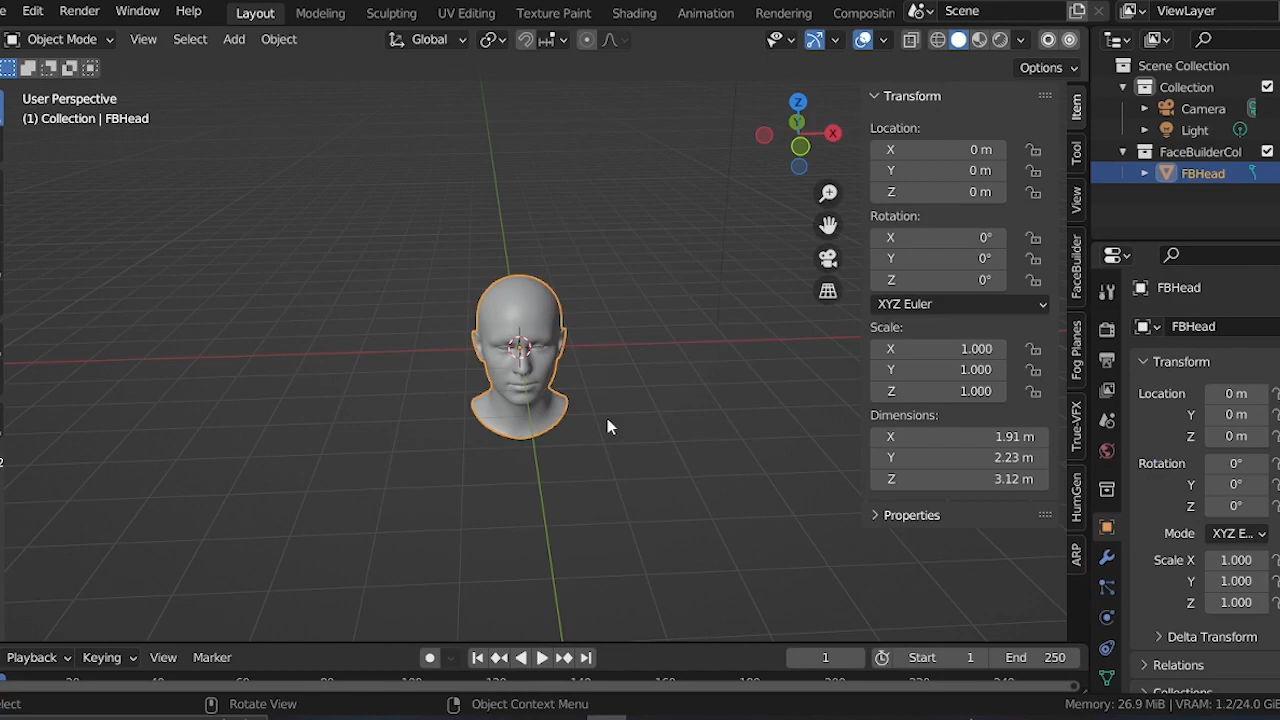 Edit Render Window Help Layout Modeling Sculpting UV Editing Texture Paint Shading Animation Rendering Compositin Scene ViewLayer
Object Mode View Select Add Object Global
Options
User Perspective
(1) Collection | FBHead
Z
Y
X
Transform
Location:
X 0 m
Y 0 m
Z 0 m
Rotation:
X 0°
Y 0°
Z 0°
XYZ Euler
Scale:
X 1.000
Y 1.000
Z 1.000
Dimensions:
X 1.91 m
Y 2.23 m
Z 3.12 m
Properties
Item
Tool
View
FaceBuilder
Fog Planes
True-VFX
HumGen
ARP
Scene Collection
Collection
Camera
Light
FaceBuilderCol
FBHead
FBHead
FBHead
Transform
Location 0 m
Y 0 m
Z 0 m
Rotation 0°
Y 0°
Z 0°
Mode XYZ E...
Scale X 1.000
Y 1.000
Z 1.000
Delta Transform
Relations
Playback Keying View Marker 1 Start 1 End 250
Rotate View Object Context Menu Memory: 26.9 MiB | VRAM: 1.2/24.0 GiB